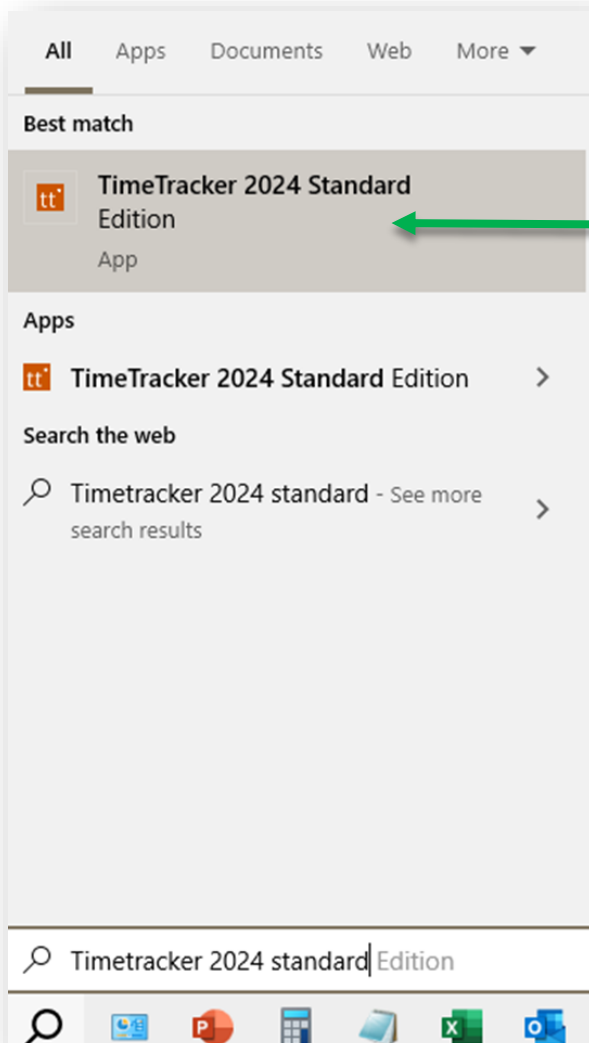 All Apps Documents Web More
Best match
tt TimeTracker 2024 Standard
Edition
App
Apps
tt TimeTracker 2024 Standard Edition
Search the web
Timetracker 2024 standard - See more
search results
Timetracker 2024 standard Edition